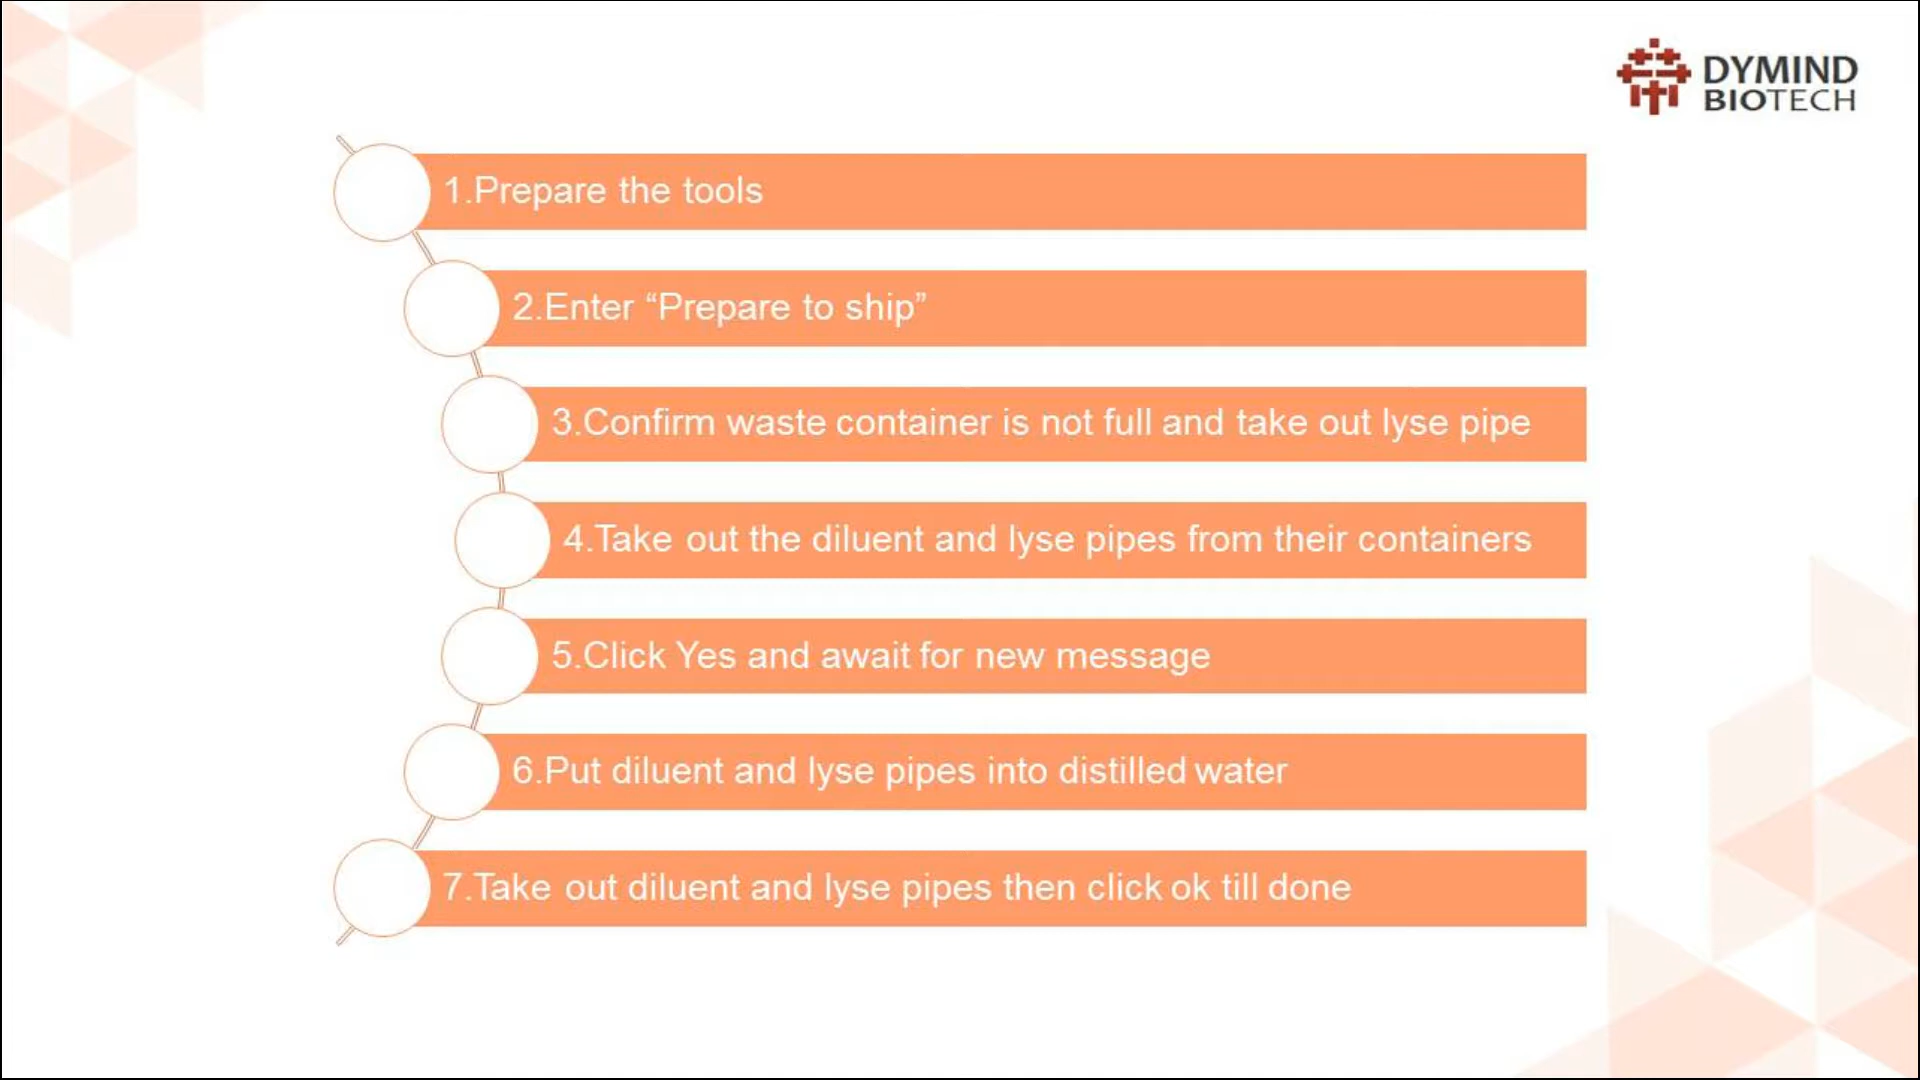 DYMIND
BIOTECH
1.Prepare the tools
2.Enter “Prepare to ship”
3.Confirm waste container is not full and take out lyse pipe
4.Take out the diluent and lyse pipes from their containers
5.Click Yes and await for new message
6.Put diluent and lyse pipes into distilled water
7.Take out diluent and lyse pipes then click ok till done